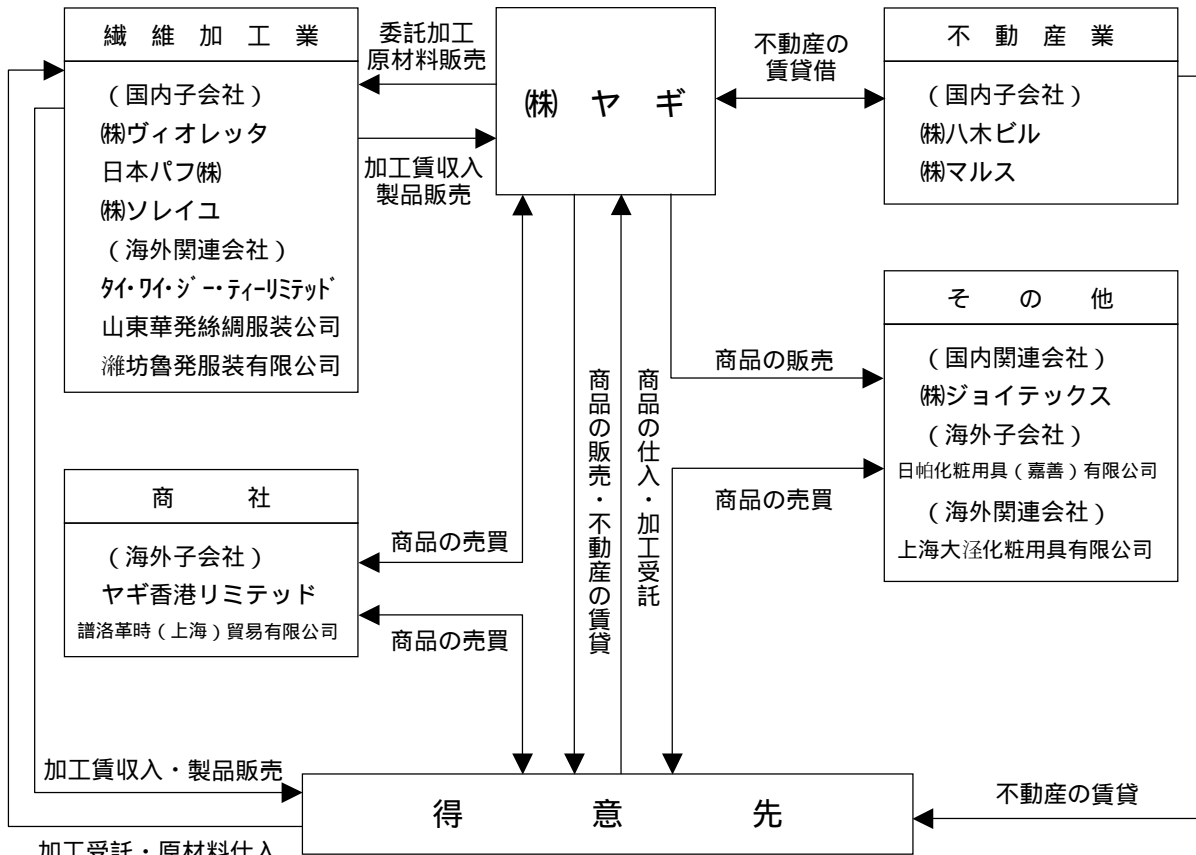 繊維加工業
(国内子会社)
㈱ヴィオレッタ
日本パフ㈱
㈱ソレイユ
(海外関連会社)
ﾀｲ･ワイ･ｼﾞｰ･ティーﾘﾐテッド
山東華発絲綢服装公司
濰坊魯発服装有限公司
委託加工
原材料販売
加工賃収入
製品販売
㈱ヤギ
不動産の
賃貸借
不動産業
(国内子会社)
㈱八木ビル
㈱マルス
その他
(国内関連会社)
㈱ジョイテックス
(海外子会社)
日帕化粧用具(嘉善)有限公司
(海外関連会社)
上海大泾化粧用具有限公司
商品の販売
商品の売買
商品の販売・不動産の賃貸
商品の仕入・加工受託
商社
(海外子会社)
ヤギ香港リミテッド
譜洛革時(上海)貿易有限公司
商品の売買
商品の売買
加工賃収入・製品販売
得意先
不動産の賃貸
加工受託・原材料仕入